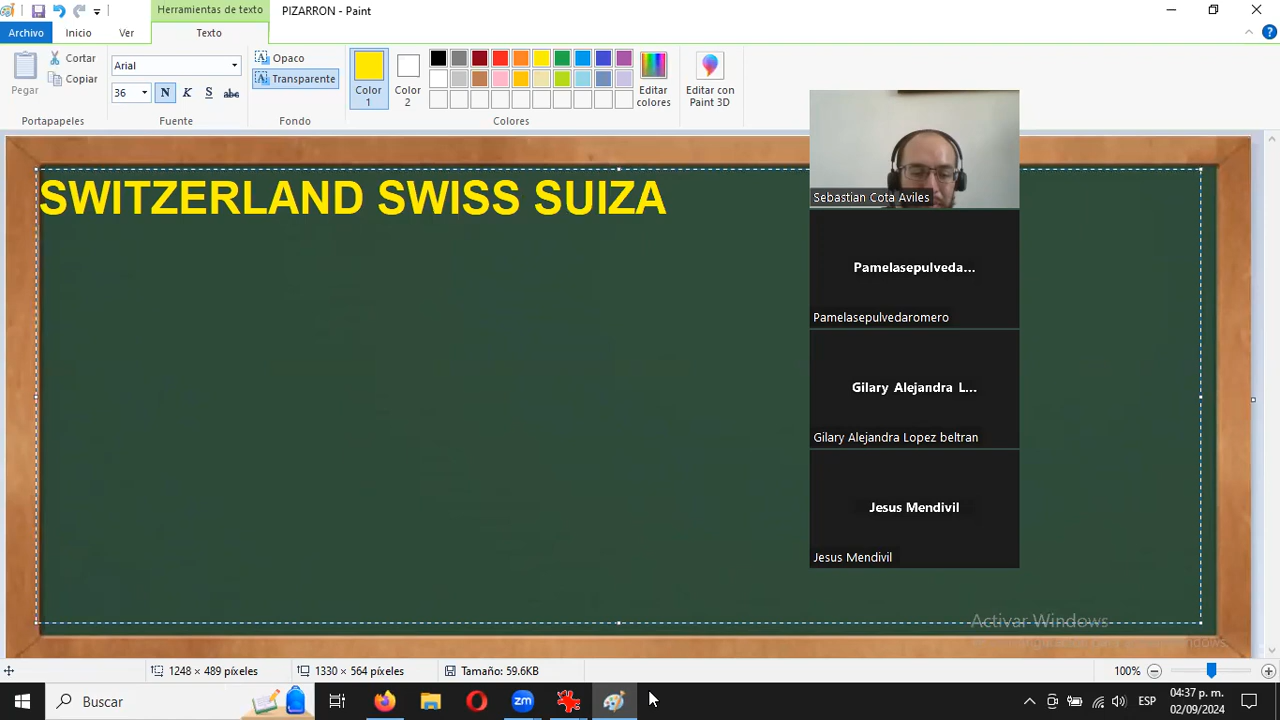 Herramientas de texto
PIZARRON - Paint
Archivo
Inicio
Ver
Texto
Pegar
Cortar
Copiar
Portapapeles
Arial
36
N
K
S
abc
Fuente
Opaco
Transparente
Fondo
Color
1
Color
2
Colores
Editar
colores
Editar con
Paint 3D
SWITZERLAND SWISS SUIZA
Sebastian Cota Aviles
Pamelasepulveda...
Pamelasepulvedaromero
Gilary Alejandra L...
Gilary Alejandra Lopez beltran
Jesus Mendivil
Jesus Mendivil
Activar Windows
1248 × 489 píxeles
1330 × 564 píxeles
Tamaño: 59.6KB
100%
Buscar
zm
ESP
04:37 p. m.
02/09/2024